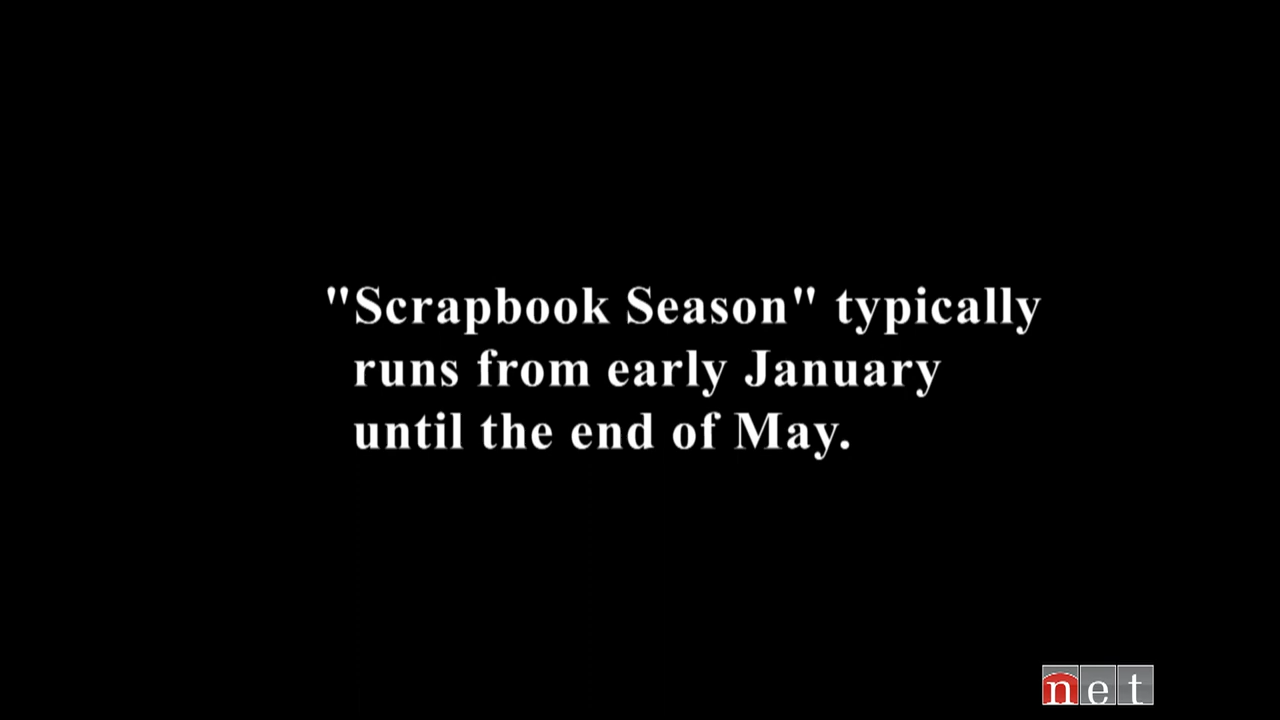 "Scrapbook Season" typically
runs from early January
until the end of May.
net